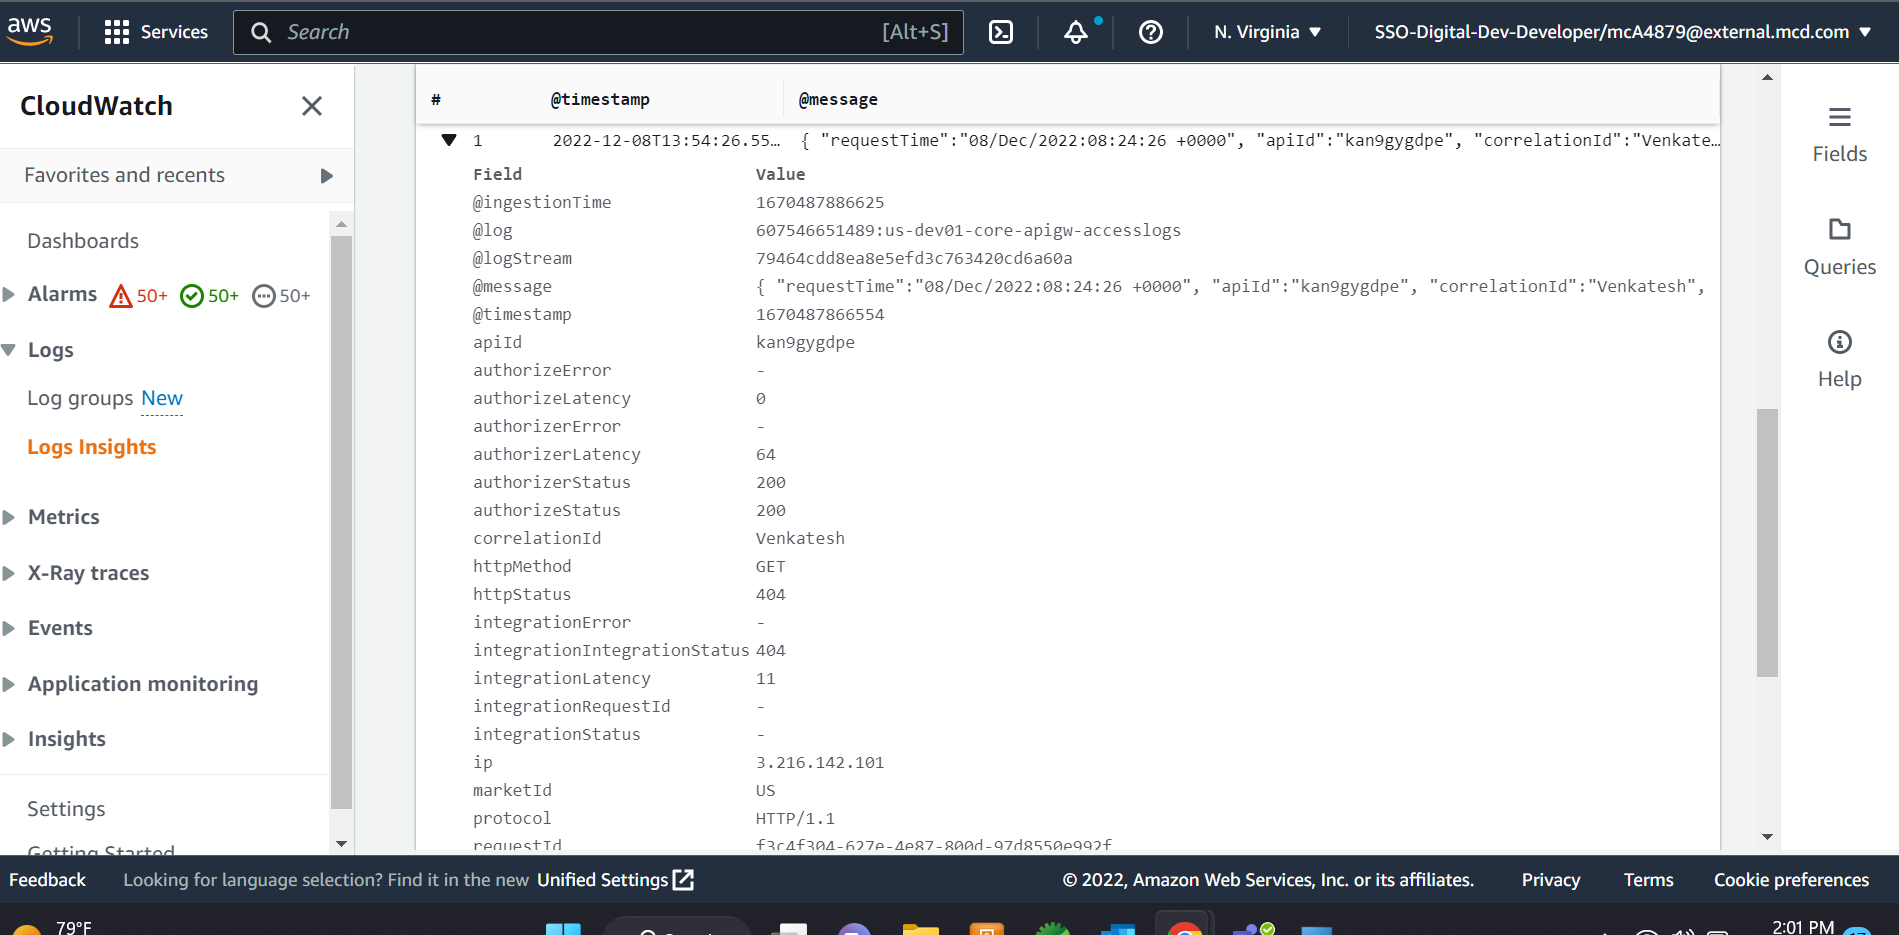 aws Services Search [Alt+S] N. Virginia SSO-Digital-Dev-Developer/mcA4879@external.mcd.com
CloudWatch
Favorites and recents
Dashboards
Alarms 50+ 50+ 50+
Logs
Log groups New
Logs Insights
Metrics
X-Ray traces
Events
Application monitoring
Insights
Settings
Getting Started
# @timestamp @message
1 2022-12-08T13:54:26.55... { "requestTime":"08/Dec/2022:08:24:26 +0000", "apiId":"kan9gygdpe", "correlationId":"Venkate...
Field Value
@ingestionTime 1670487886625
@log 607546651489:us-dev01-core-apigw-accesslogs
@logStream 79464cdd8ea8e5efd3c763420cd6a60a
@message { "requestTime":"08/Dec/2022:08:24:26 +0000", "apiId":"kan9gygdpe", "correlationId":"Venkatesh",
@timestamp 1670487866554
apiId kan9gygdpe
authorizeError -
authorizeLatency 0
authorizerError -
authorizerLatency 64
authorizerStatus 200
authorizeStatus 200
correlationId Venkatesh
httpMethod GET
httpStatus 404
integrationError -
integrationIntegrationStatus 404
integrationLatency 11
integrationRequestId -
integrationStatus -
ip 3.216.142.101
marketId US
protocol HTTP/1.1
requestId f3c4f304-627e-4e87-800d-97d8550e992f
Fields
Queries
Help
Feedback Looking for language selection? Find it in the new Unified Settings © 2022, Amazon Web Services, Inc. or its affiliates. Privacy Terms Cookie preferences
79°F 2:01 PM